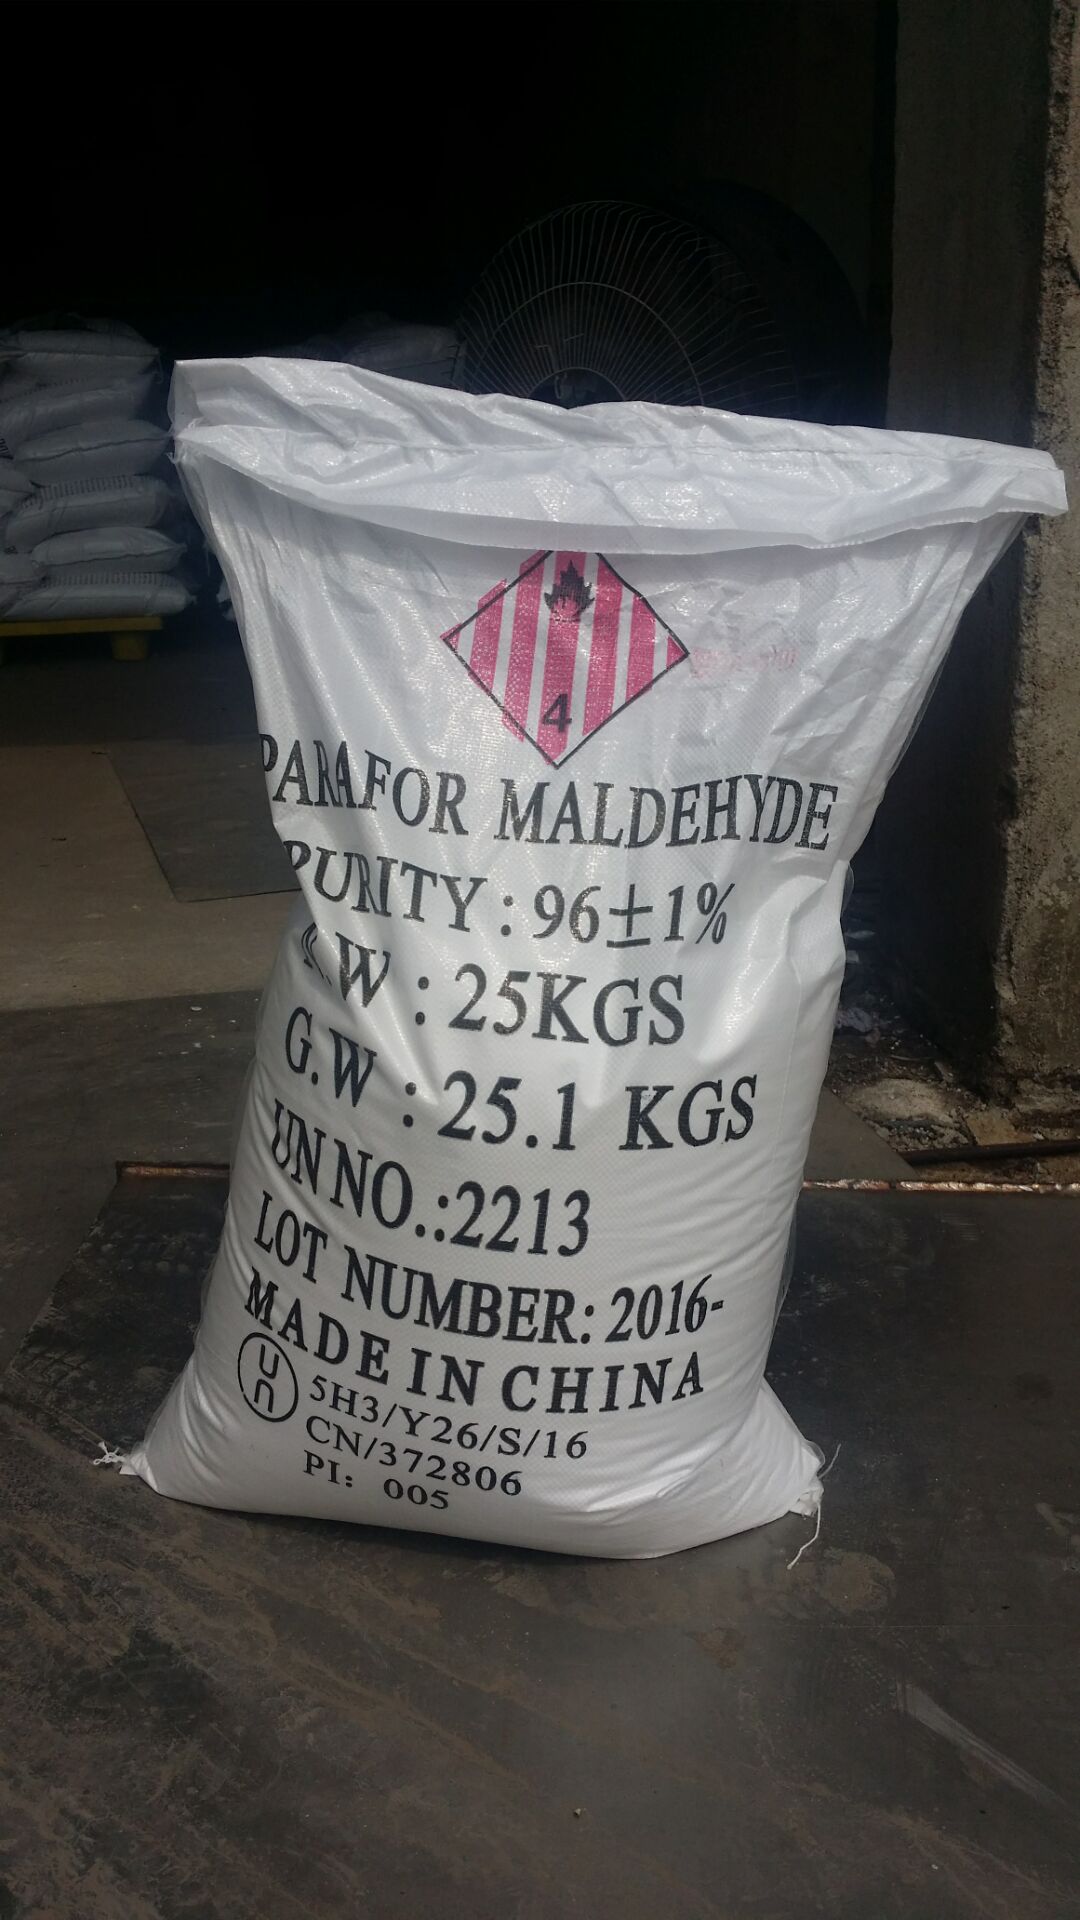 4
PARAFOR MALDEHYDE
PURITY : 96±1%
.W : 25KGS
G.W : 25.1 KGS
UN NO.:2213
LOT NUMBER: 2016-
MADE IN CHINA
un
5H3/Y26/S/16
CN/372806
PI: 005